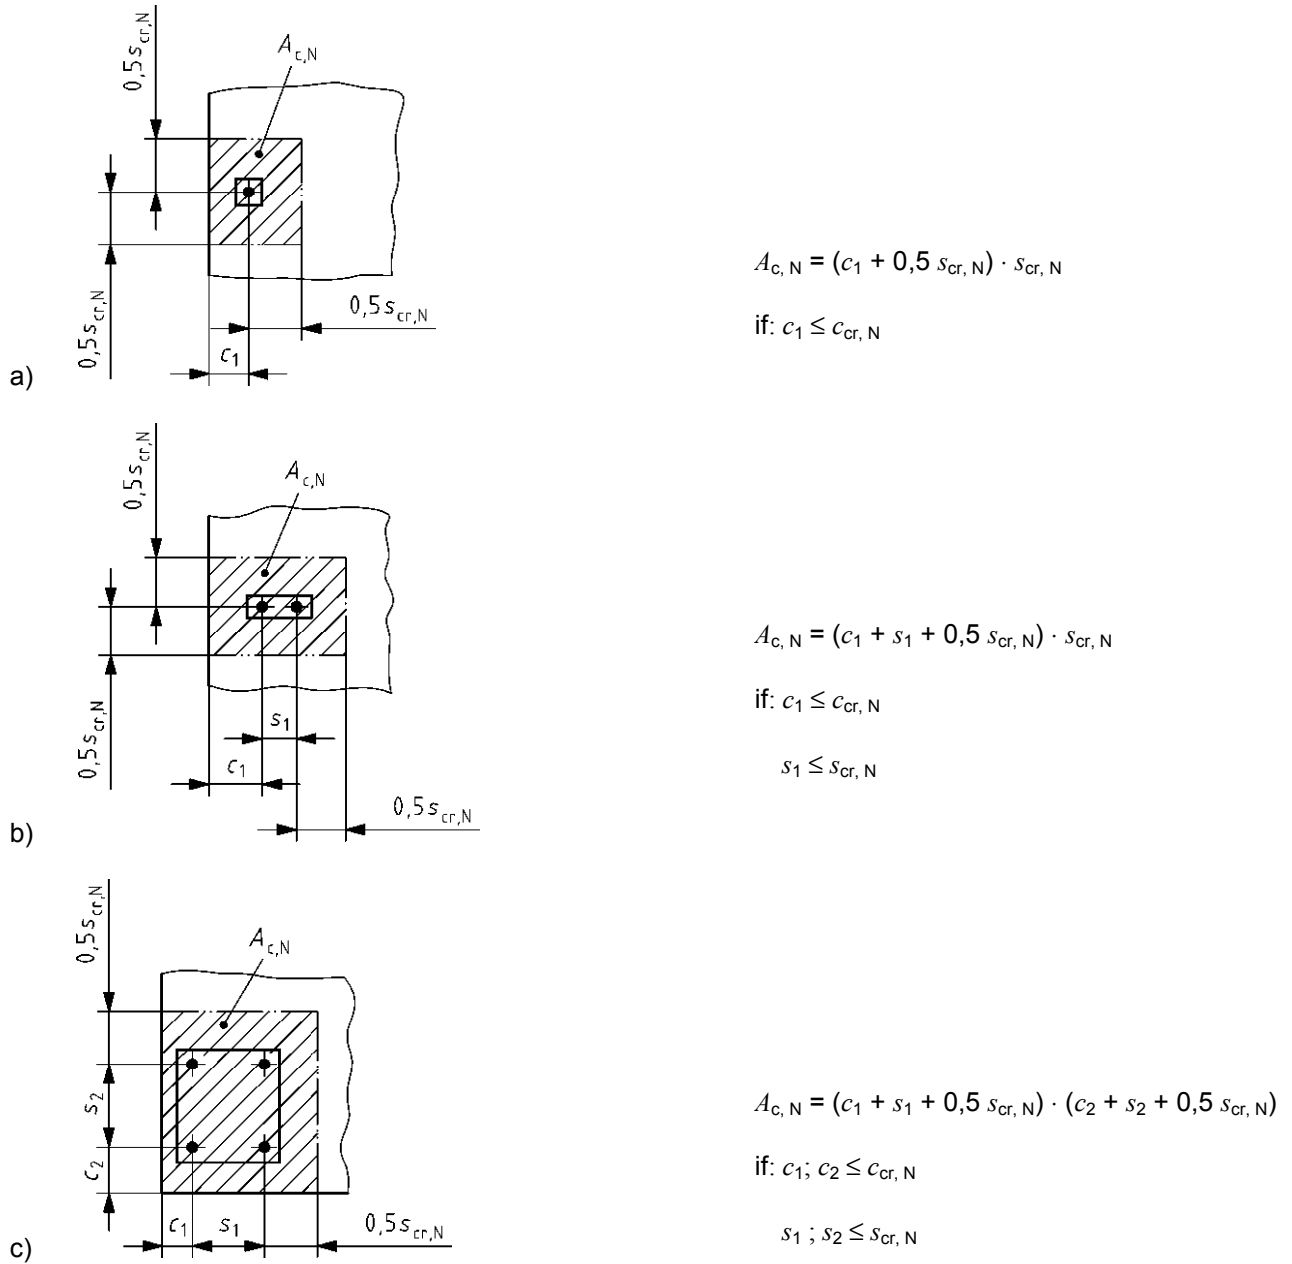 0,5 s_cr,N
A_c,N
0,5 s_cr,N
0,5 s_cr,N
c_1
a)
A_c, N = (c_1 + 0,5 s_cr, N) · s_cr, N
if: c_1 ≤ c_cr, N
0,5 s_cr,N
A_c,N
0,5 s_cr,N
s_1
c_1
0,5 s_cr,N
b)
A_c, N = (c_1 + s_1 + 0,5 s_cr, N) · s_cr, N
if: c_1 ≤ c_cr, N
s_1 ≤ s_cr, N
0,5 s_cr,N
A_c,N
s_2
c_2
c_1 s_1 0,5 s_cr,N
c)
A_c, N = (c_1 + s_1 + 0,5 s_cr, N) · (c_2 + s_2 + 0,5 s_cr, N)
if: c_1; c_2 ≤ c_cr, N
s_1 ; s_2 ≤ s_cr, N